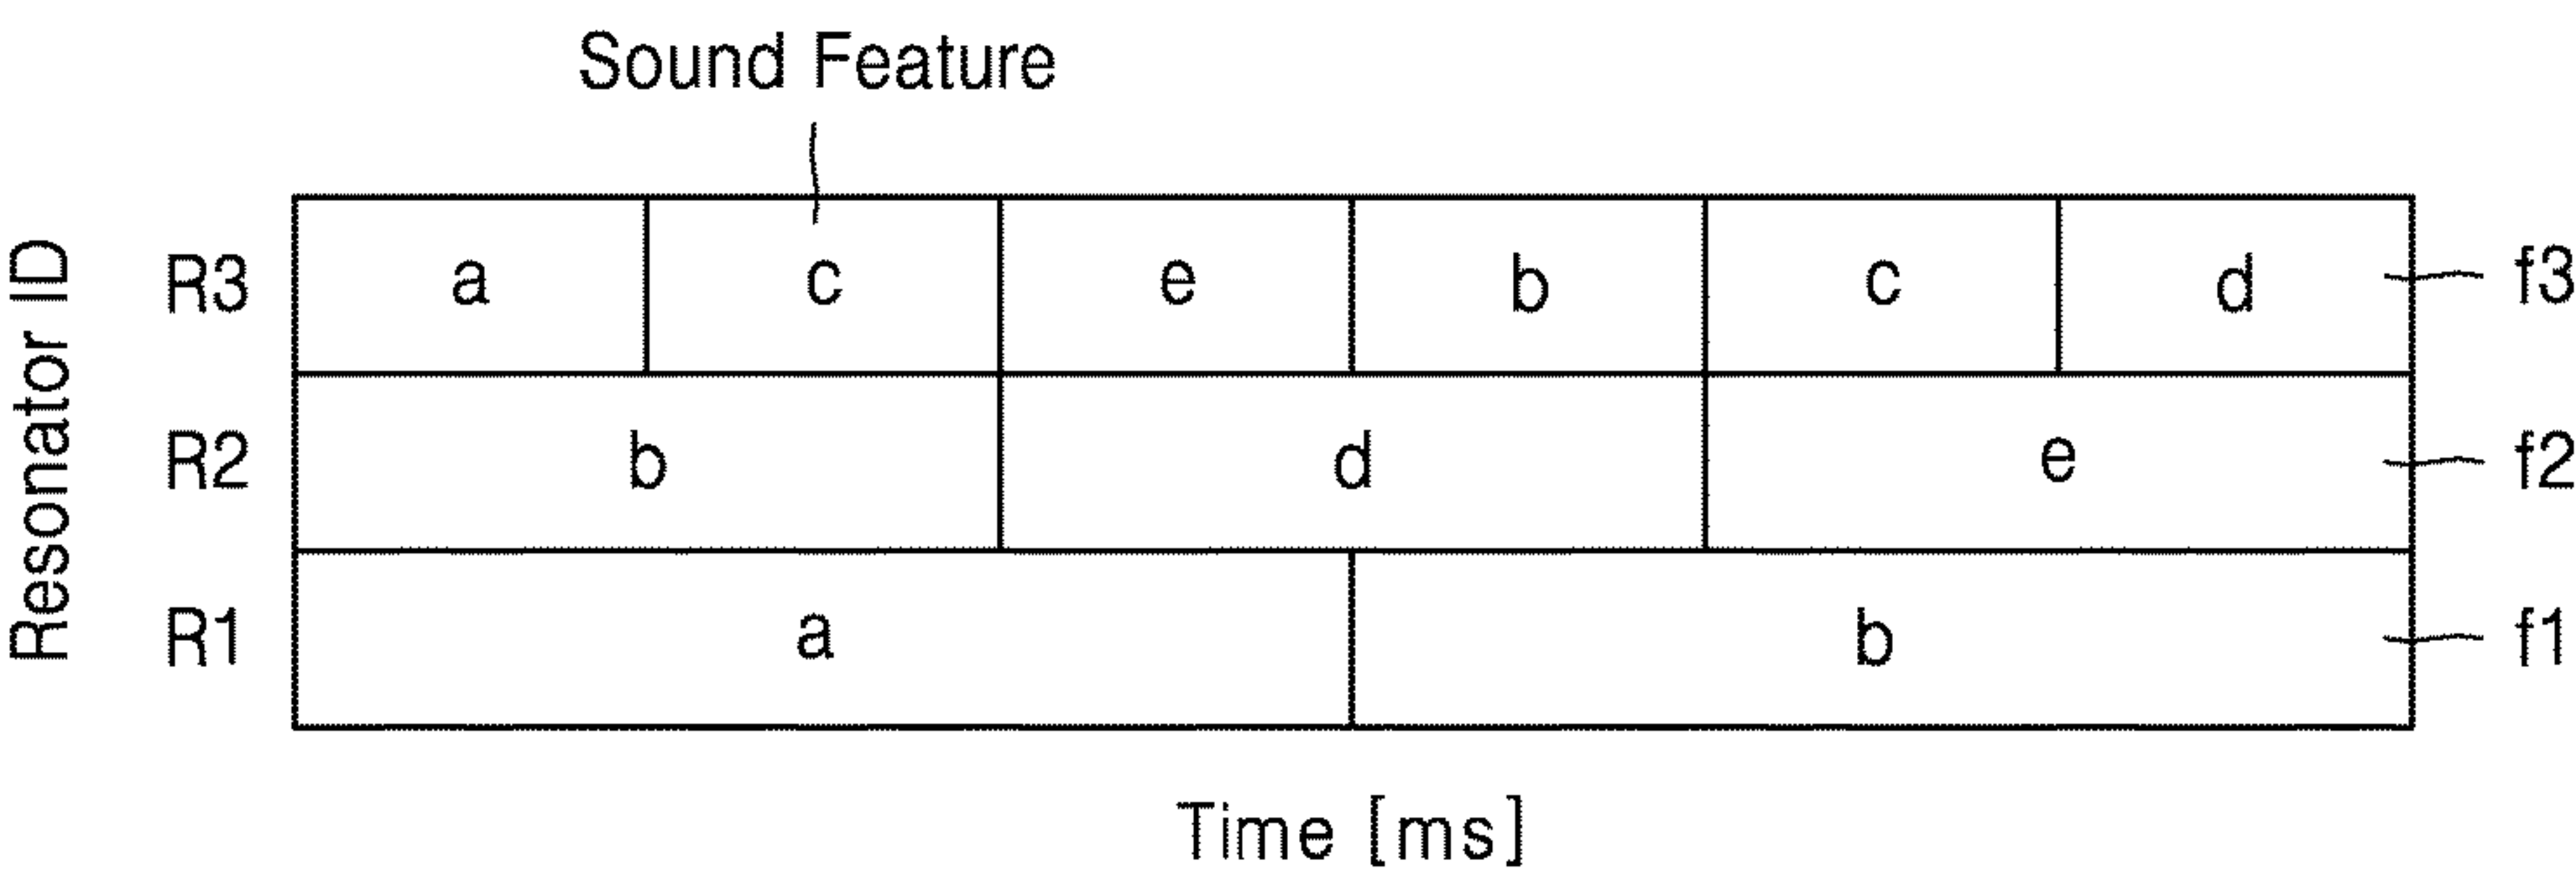 Sound Feature
Resonator ID
R3 a c e b c d f3
R2 b d e f2
R1 a b f1
Time [ms]